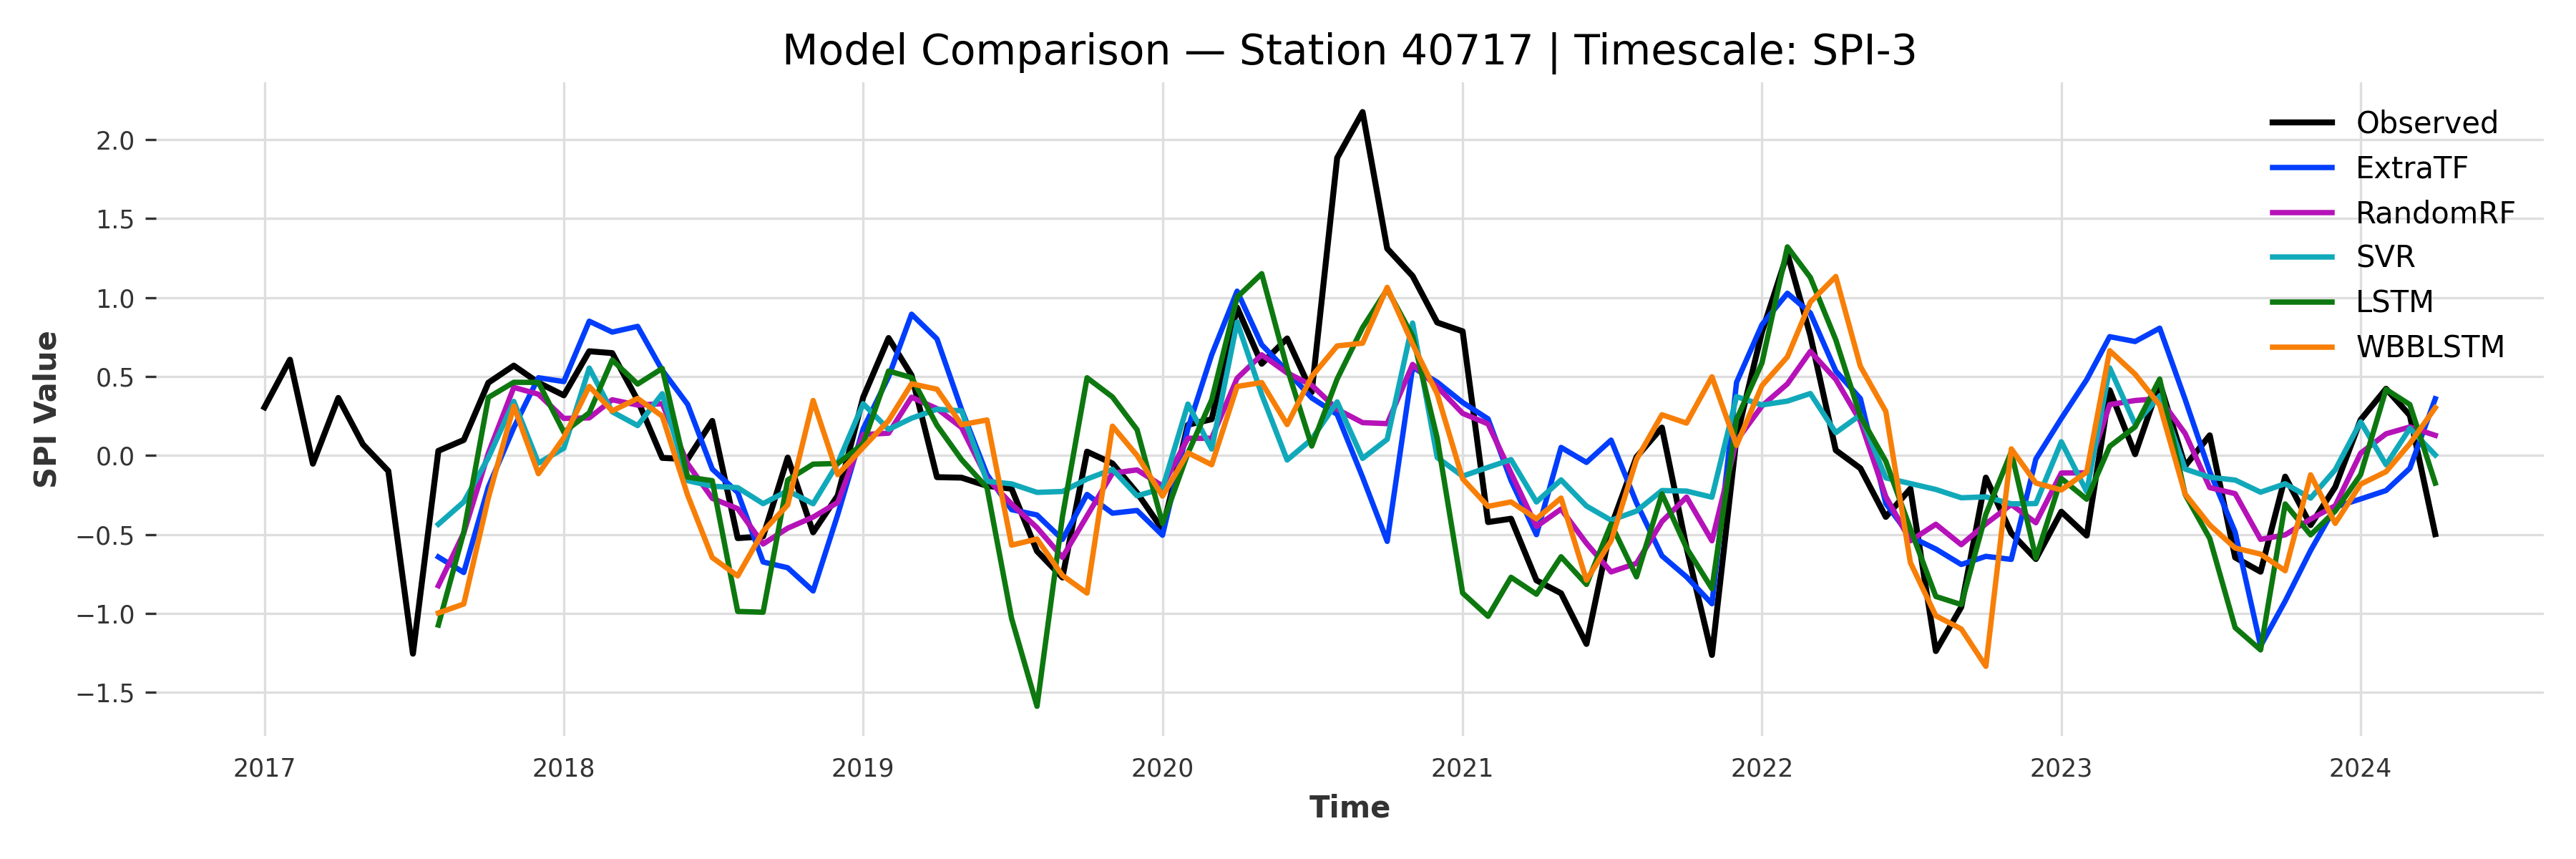 Model Comparison — Station 40717 | Timescale: SPI-3
Observed
ExtraTF
RandomRF
SVR
LSTM
WBBLSTM
SPI Value
2.0
1.5
1.0
0.5
0.0
−0.5
−1.0
−1.5
2017 2018 2019 2020 2021 2022 2023 2024
Time